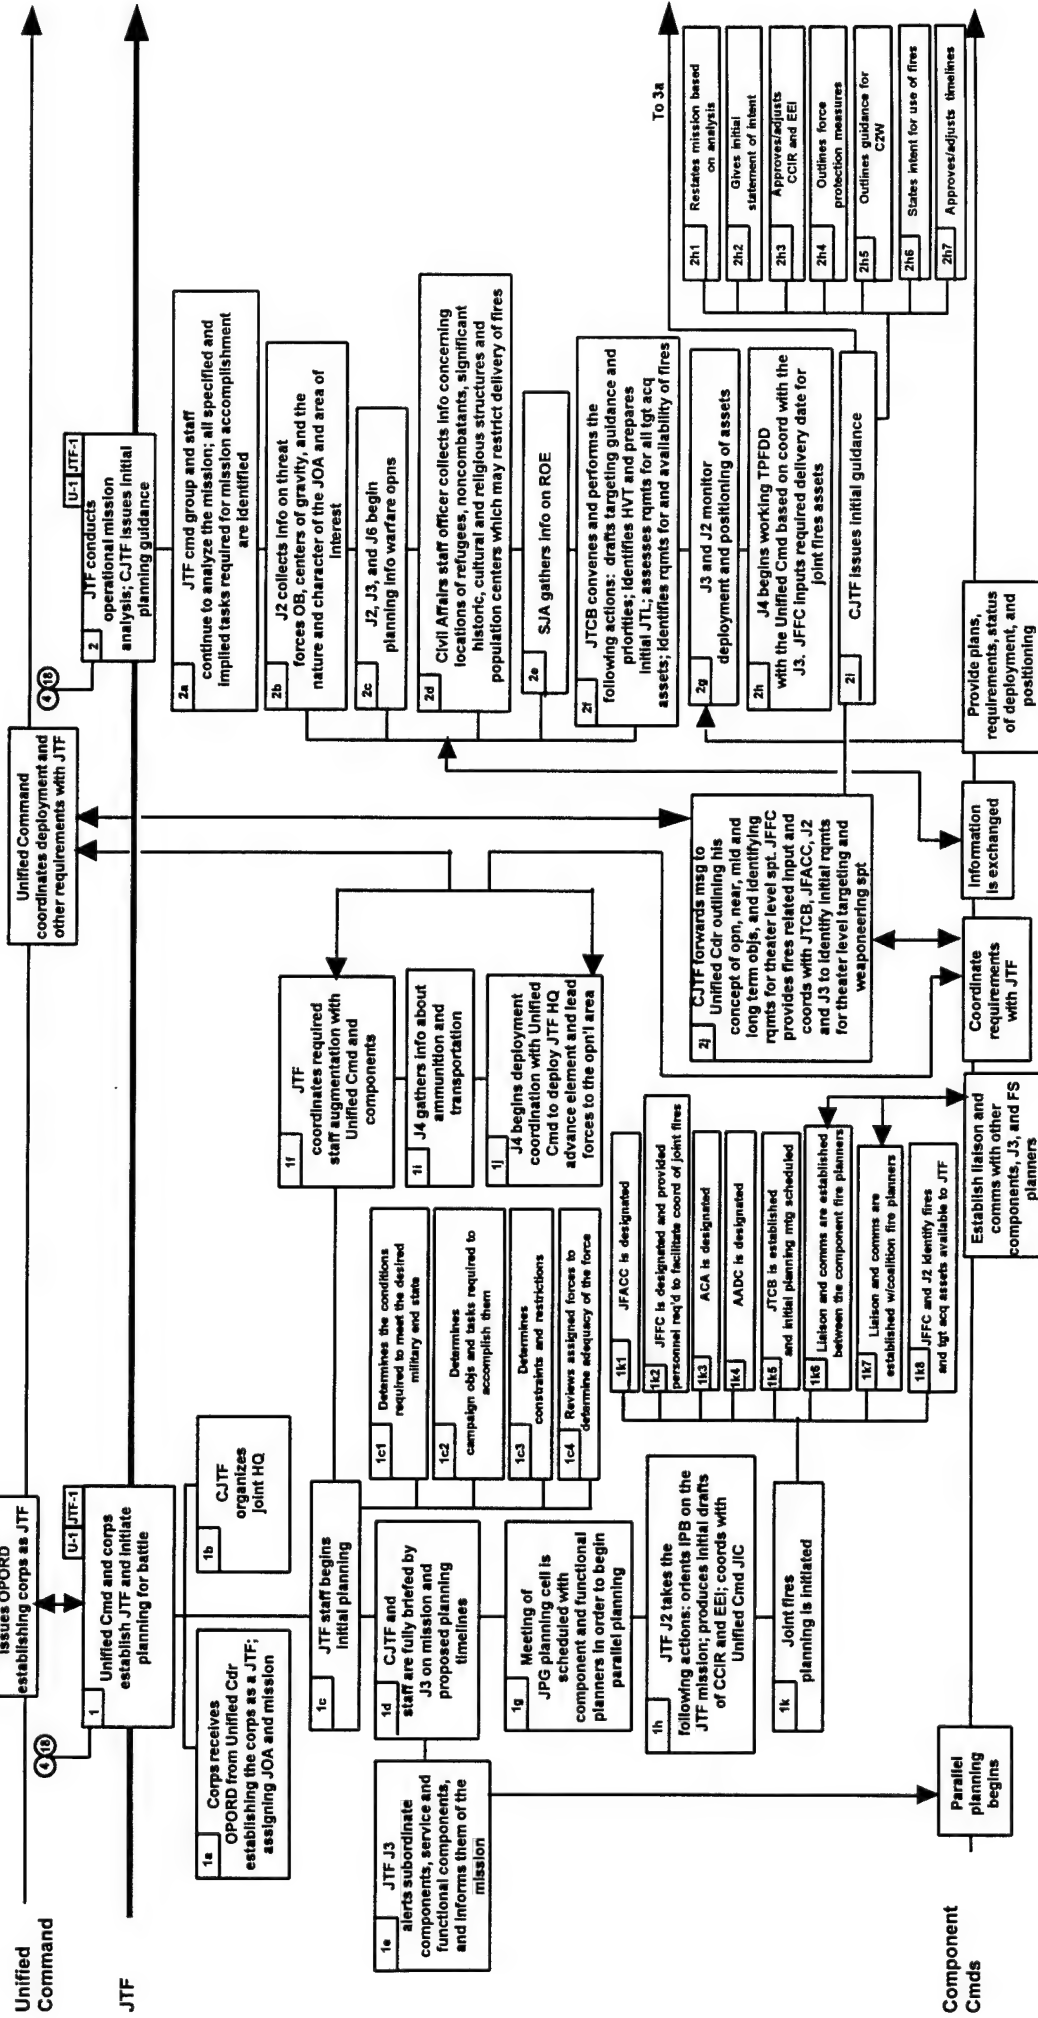 Unified
Command
issues OPORD
establishing corps as JTF
Unified Command
coordinates deployment and
other requirements with JTF
JTF
4 18
U-1 JTF-1
1
Unified Cmd and corps
establish JTF and initiate
planning for battle
1a
Corps receives
OPORD from Unified Cdr
establishing the corps as a JTF;
assigning JOA and mission
1b
CJTF
organizes
joint HQ
1c
JTF staff begins
initial planning
1d
CJTF and
staff are fully briefed by
J3 on mission and
proposed planning
timelines
1e
JTF J3
alerts subordinate
components, service and
functional components,
and informs them of the
mission
1g
Meeting of
JPG planning cell is
scheduled with
component and functional
planners in order to begin
parallel planning
1h
JTF J2 takes the
following actions: orients IPB on the
JTF mission; produces initial drafts
of CCIR and EEI; coords with
Unified Cmd JIC
1k
Joint fires
planning is initiated
1c1
Determines the conditions
required to meet the desired
military end state
1c2
Determines
campaign objs and tasks required to
accomplish them
1c3
Determines
constraints and restrictions
1c4
Reviews assigned forces to
determine adequacy of the force
1f
JTF
coordinates required
staff augmentation with
Unified Cmd and
components
1i
J4 gathers info about
ammunition and
transportation
1j
J4 begins deployment
coordination with Unified
Cmd to deploy JTF HQ
advance element and lead
forces to the opn'l area
1k1
JFACC is designated
1k2
JFFC is designated and provided
personnel req'd to facilitate coord of joint fires
1k3
ACA is designated
1k4
AADC is designated
1k5
JTCB is established
and initial planning mtg scheduled
1k6
Liaison and comms are established
between the component fire planners
1k7
Liaison and comms are
established w/coalition fire planners
1k8
JFFC and J2 identify fires
and tgt acq assets available to JTF
4 18
U-1 JTF-1
2
JTF conducts
operational mission
analysis; CJTF issues initial
planning guidance
2a
JTF cmd group and staff
continue to analyze the mission; all specified and
implied tasks required for mission accomplishment
are identified
2b
J2 collects info on threat
forces OB, centers of gravity, and the
nature and character of the JOA and area of
interest
2c
J2, J3, and J6 begin
planning info warfare opns
2d
Civil Affairs staff officer collects info concerning
locations of refugees, noncombatants, significant
historic, cultural and religious structures and
population centers which may restrict delivery of fires
2e
SJA gathers info on ROE
2f
JTCB convenes and performs the
following actions: drafts targeting guidance and
priorities; identifies HVT and prepares
initial JTL; assesses rqmts for all tgt acq
assets; identifies rqmts for and availability of fires
2g
J3 and J2 monitor
deployment and positioning of assets
2h
J4 begins working TPFDD
with the Unified Cmd based on coord with the
J3. JFFC inputs required delivery date for
joint fires assets
2i
CJTF issues initial guidance
2j
CJTF forwards msg to
Unified Cdr outlining his
concept of opn, near, mid and
long term objs, and identifying
rqmts for theater level spt. JFFC
provides fires related input and
coords with JTCB, JFACC, J2
and J3 to identify initial rqmts
for theater level targeting and
weaponeering spt
To 3a
2h1
Restates mission based
on analysis
2h2
Gives initial
statement of intent
2h3
Approves/adjusts
CCIR and EEI
2h4
Outlines force
protection measures
2h5
Outlines guidance for
C2W
2h6
States intent for use of fires
2h7
Approves/adjusts timelines
Component
Cmds
Parallel
planning
begins
Establish liaison and
comms with other
components, J3, and FS
planners
Coordinate
requirements
with JTF
Information
is exchanged
Provide plans,
requirements, status
of deployment, and
positioning